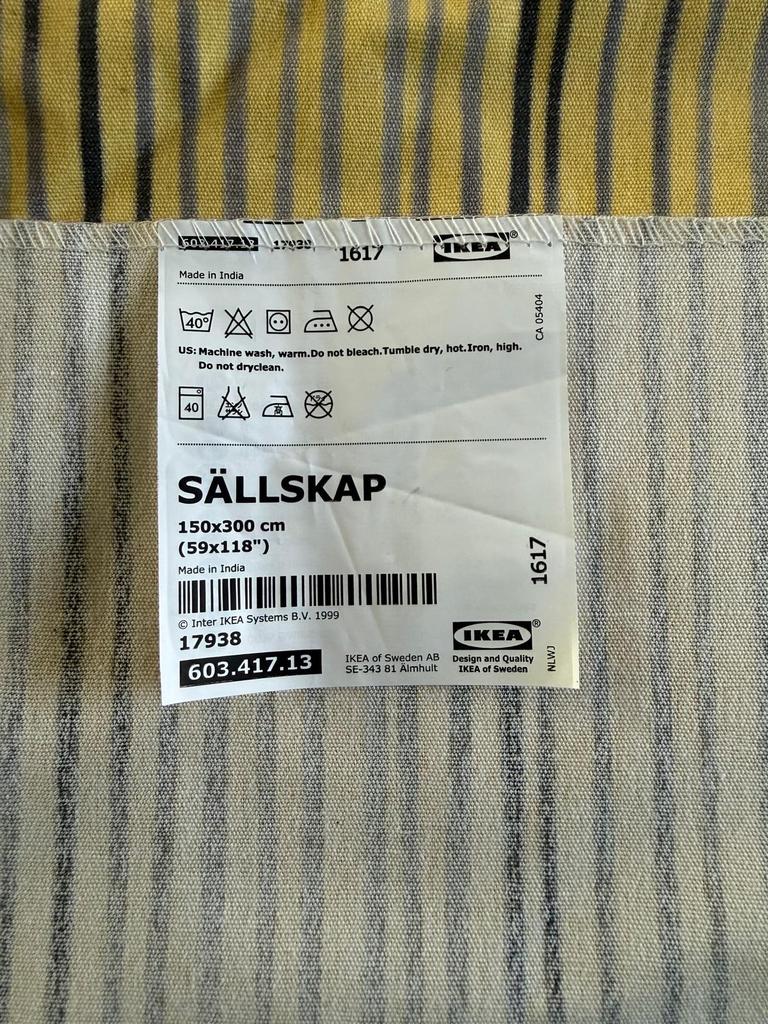 603.417.13 17938 1617 IKEA®
Made in India
40°
CA 05404
US: Machine wash, warm.Do not bleach.Tumble dry, hot.Iron, high.
Do not dryclean.
40
SÄLLSKAP
150x300 cm
(59x118")
Made in India
1617
© Inter IKEA Systems B.V. 1999
17938
603.417.13
IKEA of Sweden AB
SE-343 81 Älmhult
IKEA®
Design and Quality
IKEA of Sweden
NLWJ